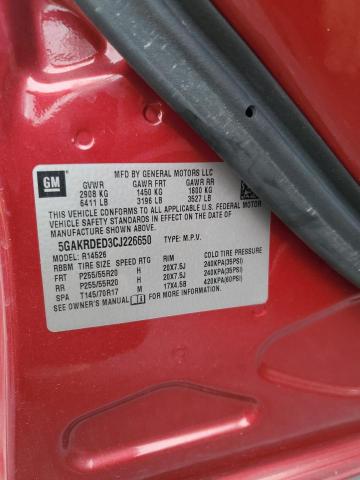 GM
MFD BY GENERAL MOTORS LLC
GVWR GAWR FRT GAWR RR
2908 KG 1450 KG 1600 KG
6411 LB 3196 LB 3527 LB
THIS VEHICLE CONFORMS TO ALL APPLICABLE U.S. FEDERAL MOTOR
VEHICLE SAFETY STANDARDS IN EFFECT ON THE DATE OF
MANUFACTURE SHOWN ABOVE.
5GAKRDED3CJ226650 TYPE: M.P.V.
MODEL: R14526
RBBM TIRE SIZE SPEED RTG RIM COLD TIRE PRESSURE
FRT P255/55R20 H 20X7.5J 240KPA(35PSI)
RR P255/55R20 H 20X7.5J 240KPA(35PSI)
SPA T145/70R17 M 17X4.5B 420KPA(60PSI)
SEE OWNER'S MANUAL FOR MORE INFORMATION